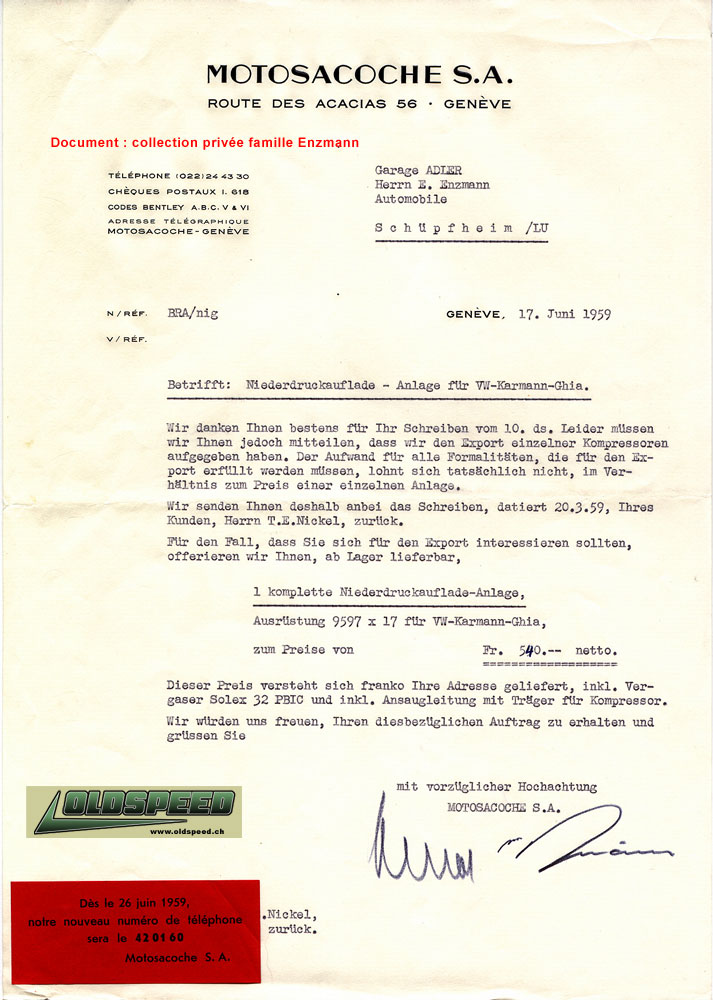 MOTOSACOCHE S.A.
ROUTE DES ACACIAS 56 · GENÈVE
Document : collection privée famille Enzmann
TÉLÉPHONE (022) 24 43 30
CHÈQUES POSTAUX I. 618
CODES BENTLEY A.B.C. V & VI
ADRESSE TÉLÉGRAPHIQUE
MOTOSACOCHE-GENÈVE
Garage ADLER
Herrn E. Enzmann
Automobile
Schüpfheim /LU
N/RÉF. BRA/nig
GENÈVE, 17. Juni 1959
V/RÉF.
Betrifft: Niederdruckauflade - Anlage für VW-Karmann-Ghia.
Wir danken Ihnen bestens für Ihr Schreiben vom 10. ds. Leider müssen
wir Ihnen jedoch mitteilen, dass wir den Export einzelner Kompressoren
aufgegeben haben. Der Aufwand für alle Formalitäten, die für den Ex-
port erfüllt werden müssen, lohnt sich tatsächlich nicht, im Ver-
hältnis zum Preis einer einzelnen Anlage.
Wir senden Ihnen deshalb anbei das Schreiben, datiert 20.3.59, Ihres
Kunden, Herrn T.E.Nickel, zurück.
Für den Fall, dass Sie sich für den Export interessieren sollten,
offerieren wir Ihnen, ab Lager lieferbar,
1 komplette Niederdruckauflade-Anlage,
Ausrüstung 9597 x 17 für VW-Karmann-Ghia,
zum Preise von Fr. 540.-- netto.
Dieser Preis versteht sich franko Ihre Adresse geliefert, inkl. Ver-
gaser Solex 32 PBIC und inkl. Ansaugleitung mit Träger für Kompressor.
Wir würden uns freuen, Ihren diesbezüglichen Auftrag zu erhalten und
grüssen Sie
mit vorzüglicher Hochachtung
MOTOSACOCHE S.A.
OLDSPEED
www.oldspeed.ch
Dès le 26 juin 1959,
notre nouveau numéro de téléphone
sera le 42 01 60
Motosacoche S. A.
.Nickel,
zurück.